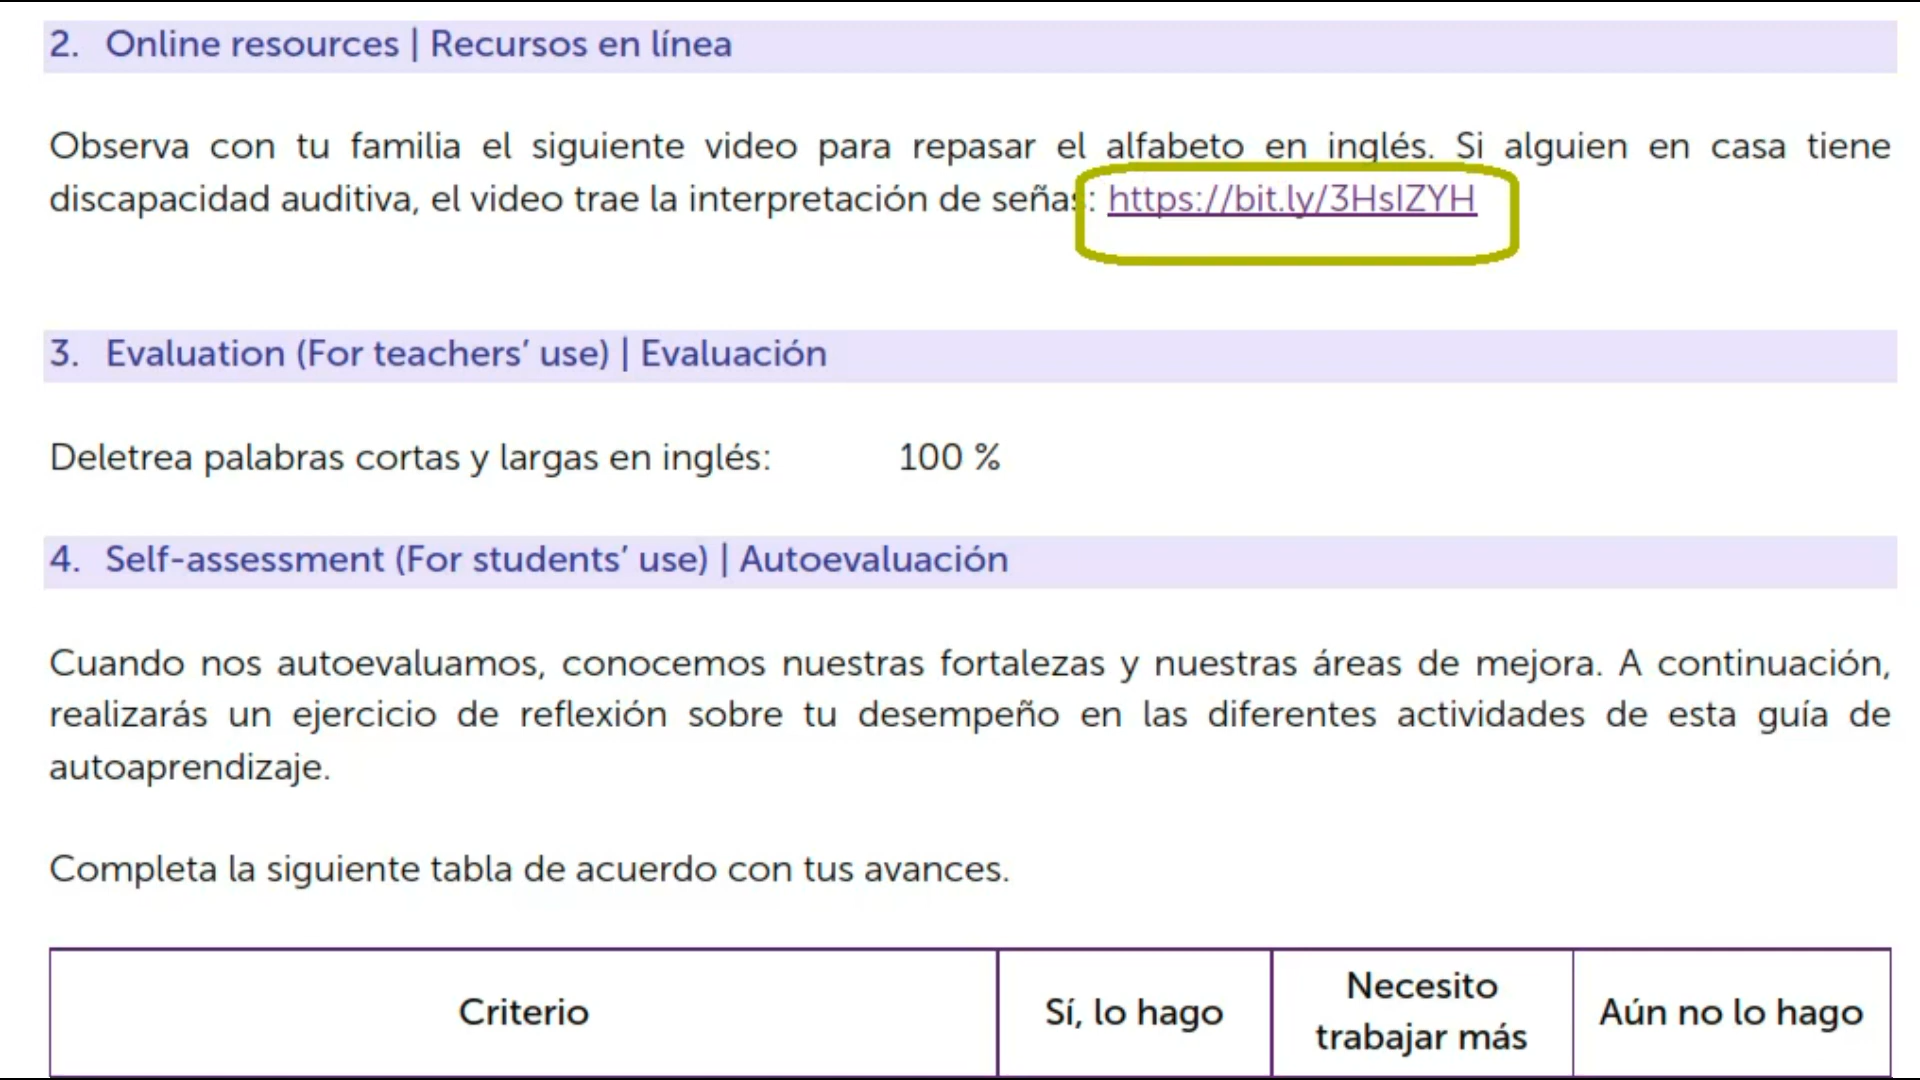 2. Online resources | Recursos en línea
Observa con tu familia el siguiente video para repasar el alfabeto en inglés. Si alguien en casa tiene
discapacidad auditiva, el video trae la interpretación de señas: https://bit.ly/3HslZYH
3. Evaluation (For teachers’ use) | Evaluación
Deletrea palabras cortas y largas en inglés: 100 %
4. Self-assessment (For students’ use) | Autoevaluación
Cuando nos autoevaluamos, conocemos nuestras fortalezas y nuestras áreas de mejora. A continuación,
realizarás un ejercicio de reflexión sobre tu desempeño en las diferentes actividades de esta guía de
autoaprendizaje.
Completa la siguiente tabla de acuerdo con tus avances.
Criterio
Sí, lo hago
Necesito
trabajar más
Aún no lo hago